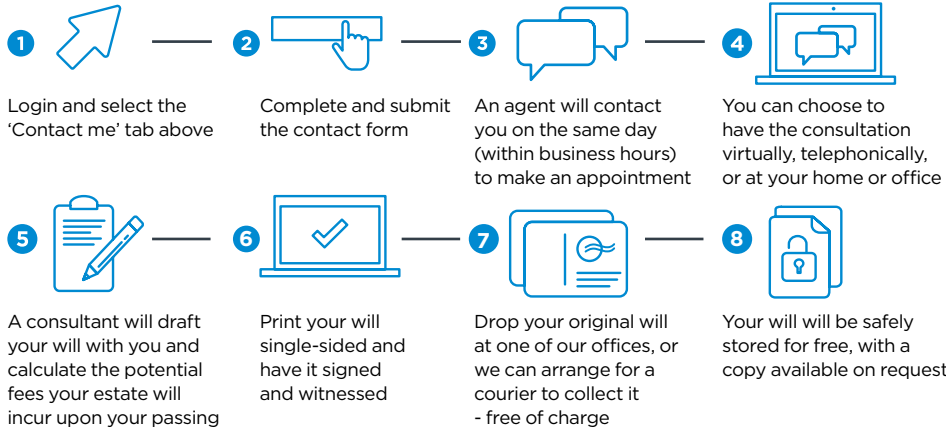 1
Login and select the
‘Contact me’ tab above
2
Complete and submit
the contact form
3
An agent will contact
you on the same day
(within business hours)
to make an appointment
4
You can choose to
have the consultation
virtually, telephonically,
or at your home or office
5
A consultant will draft
your will with you and
calculate the potential
fees your estate will
incur upon your passing
6
Print your will
single-sided and
have it signed
and witnessed
7
Drop your original will
at one of our offices, or
we can arrange for a
courier to collect it
- free of charge
8
Your will will be safely
stored for free, with a
copy available on request